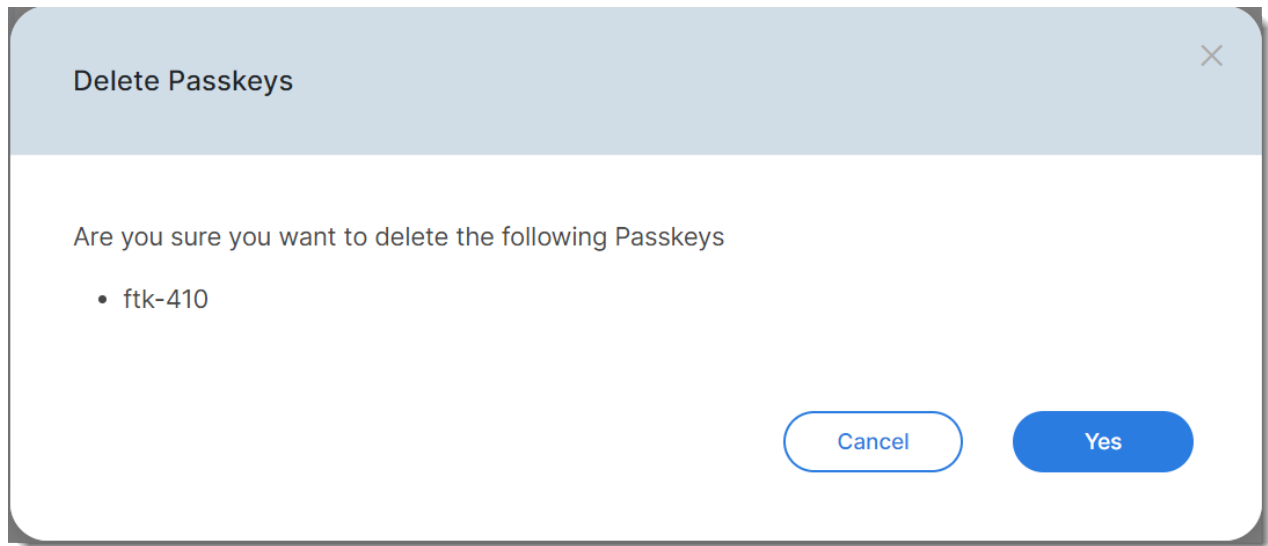 Delete Passkeys
Are you sure you want to delete the following Passkeys
• ftk-410
Cancel
Yes